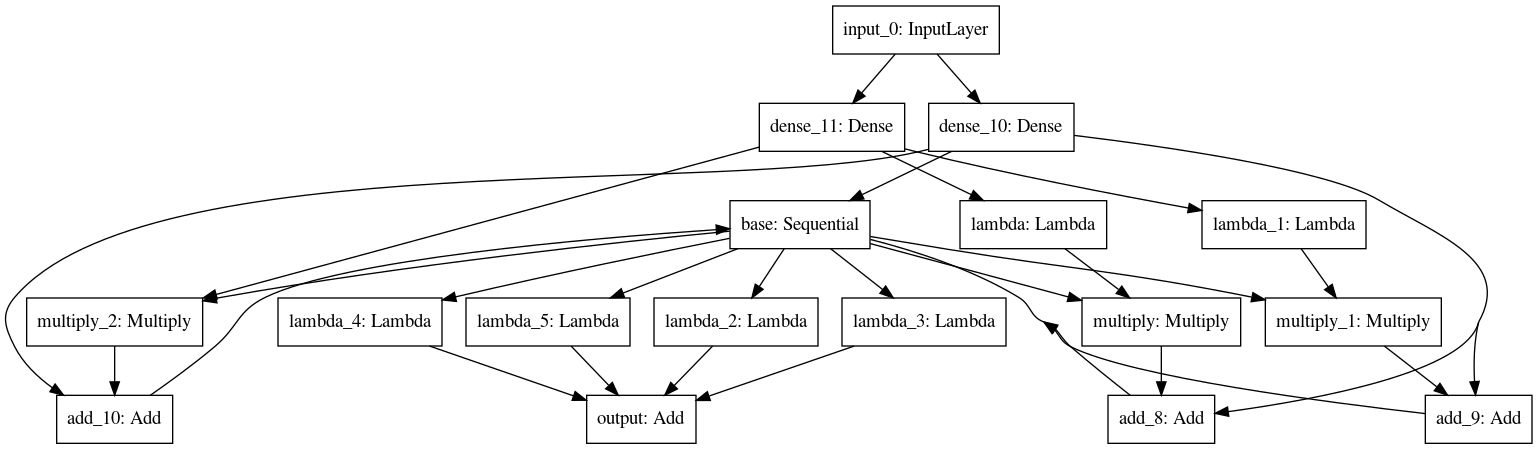 input_0: InputLayer
dense_11: Dense
dense_10: Dense
base: Sequential
lambda: Lambda
lambda_1: Lambda
multiply_2: Multiply
lambda_4: Lambda
lambda_5: Lambda
lambda_2: Lambda
lambda_3: Lambda
multiply: Multiply
multiply_1: Multiply
add_10: Add
output: Add
add_8: Add
add_9: Add